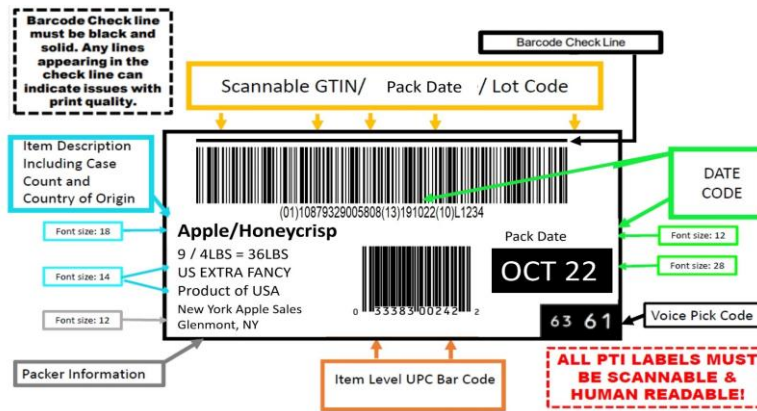 Barcode Check line
must be black and
solid. Any lines
appearing in the
check line can
indicate issues with
print quality.
Barcode Check Line
Scannable GTIN/ Pack Date / Lot Code
Item Description
Including Case
Count and
Country of Origin
DATE
CODE
(01)10879329005808(13)191022(10)L1234
Font size: 18
Apple/Honeycrisp
Pack Date
Font size: 12
9 / 4LBS = 36LBS
US EXTRA FANCY
OCT 22
Font size: 28
Font size: 14
Product of USA
New York Apple Sales
Font size: 12
Glenmont, NY
0 33383 00242 2
63 61
Voice Pick Code
Packer Information
Item Level UPC Bar Code
ALL PTI LABELS MUST
BE SCANNABLE &
HUMAN READABLE!